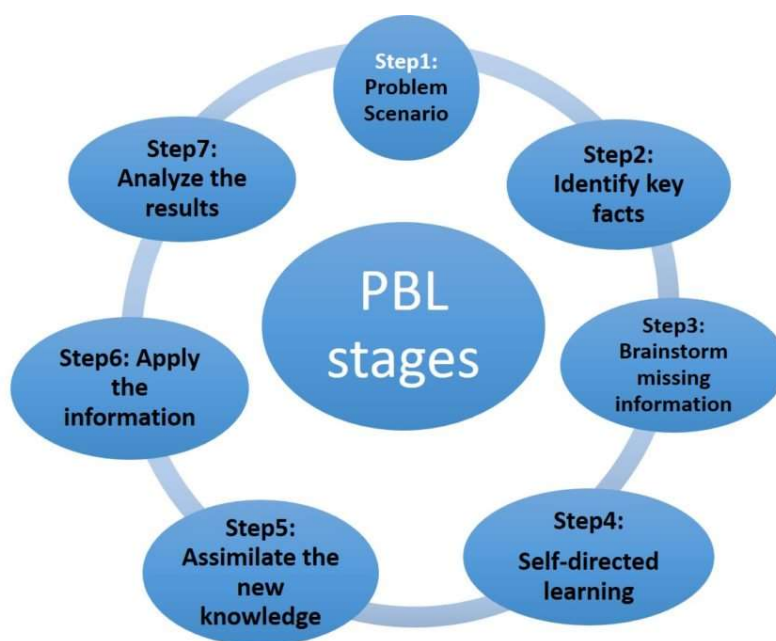 Step1:
Problem
Scenario
Step2:
Identify key
facts
Step3:
Brainstorm
missing
information
Step4:
Self-directed
learning
Step5:
Assimilate the
new
knowledge
Step6: Apply
the
information
Step7:
Analyze the
results
PBL
stages